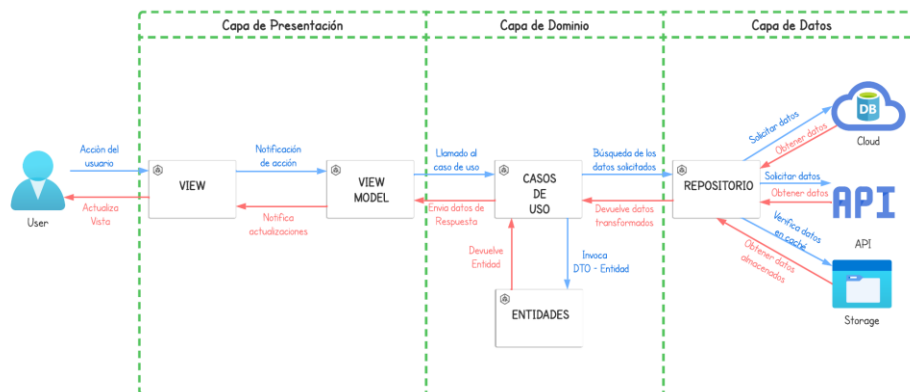 Capa de Presentación
Capa de Dominio
Capa de Datos
Acción del
usuario
Actualiza
Vista
User
VIEW
Notificación
de acción
Notifica
actualizaciones
VIEW
MODEL
Llamado al
caso de uso
Envia datos de
Respuesta
CASOS
DE
USO
Devuelve
Entidad
Invoca
DTO - Entidad
ENTIDADES
Búsqueda de los
datos solicitados
Devuelve datos
transformados
REPOSITORIO
Solicitar datos
Obtener datos
DB
Cloud
Solicitar datos
Obtener datos
API
API
Verifica datos
en caché
Obtener datos
almacenados
Storage